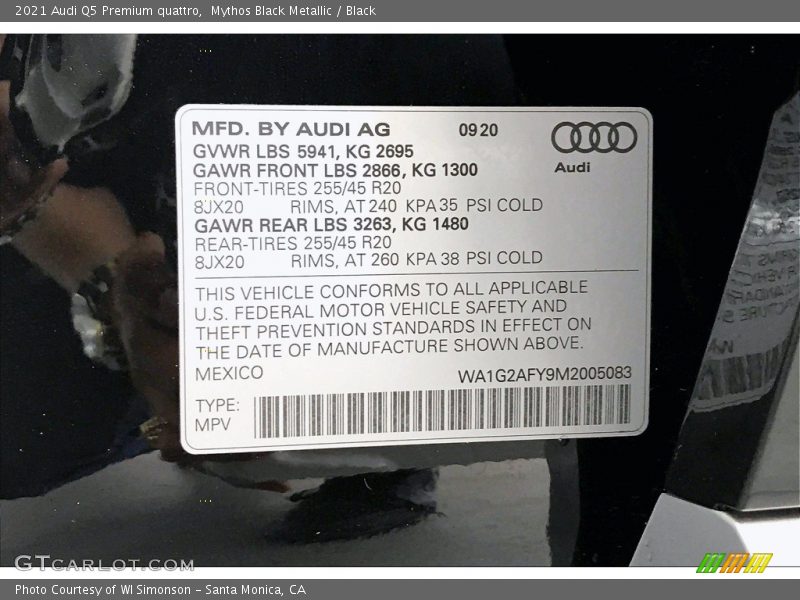 2021 Audi Q5 Premium quattro,  Mythos Black Metallic / Black
MFD. BY AUDI AG 0920
GVWR LBS 5941, KG 2695
GAWR FRONT LBS 2866, KG 1300
FRONT-TIRES 255/45 R20
8JX20 RIMS, AT 240 KPA 35 PSI COLD
GAWR REAR LBS 3263, KG 1480
REAR-TIRES 255/45 R20
8JX20 RIMS, AT 260 KPA 38 PSI COLD
Audi
THIS VEHICLE CONFORMS TO ALL APPLICABLE
U.S. FEDERAL MOTOR VEHICLE SAFETY AND
THEFT PREVENTION STANDARDS IN EFFECT ON
THE DATE OF MANUFACTURE SHOWN ABOVE.
MEXICO WA1G2AFY9M2005083
TYPE:
MPV
GTCARLOT.COM
Photo Courtesy of WI Simonson – Santa Monica, CA